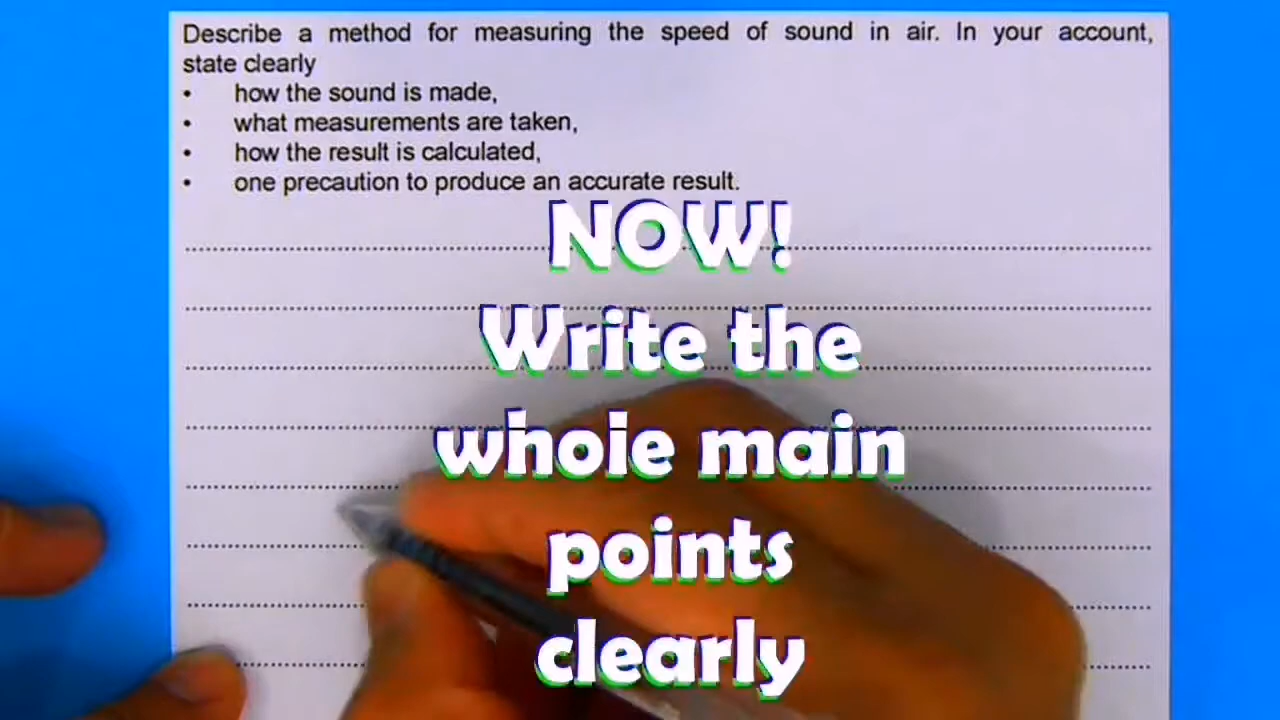 Describe a method for measuring the speed of sound in air. In your account,
state clearly
• how the sound is made,
• what measurements are taken,
• how the result is calculated,
• one precaution to produce an accurate result.
NOW!
Write the
whole main
points
clearly